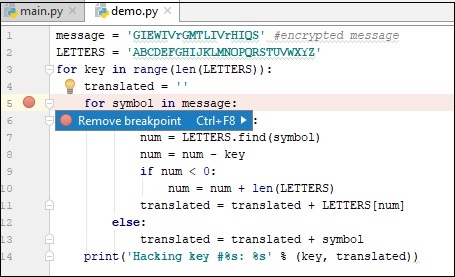 main.py × demo.py ×
1 message = 'GIEWIVrGMTLIVrHIQS' #encrypted message
2 LETTERS = 'ABCDEFGHIJKLMNOPQRSTUVWXYZ'
3 for key in range(len(LETTERS)):
4 translated = ''
5 for symbol in message:
6 Remove breakpoint Ctrl+F8 :
7 num = LETTERS.find(symbol)
8 num = num - key
9 if num < 0:
10 num = num + len(LETTERS)
11 translated = translated + LETTERS[num]
12 else:
13 translated = translated + symbol
14 print('Hacking key #%s: %s' % (key, translated))